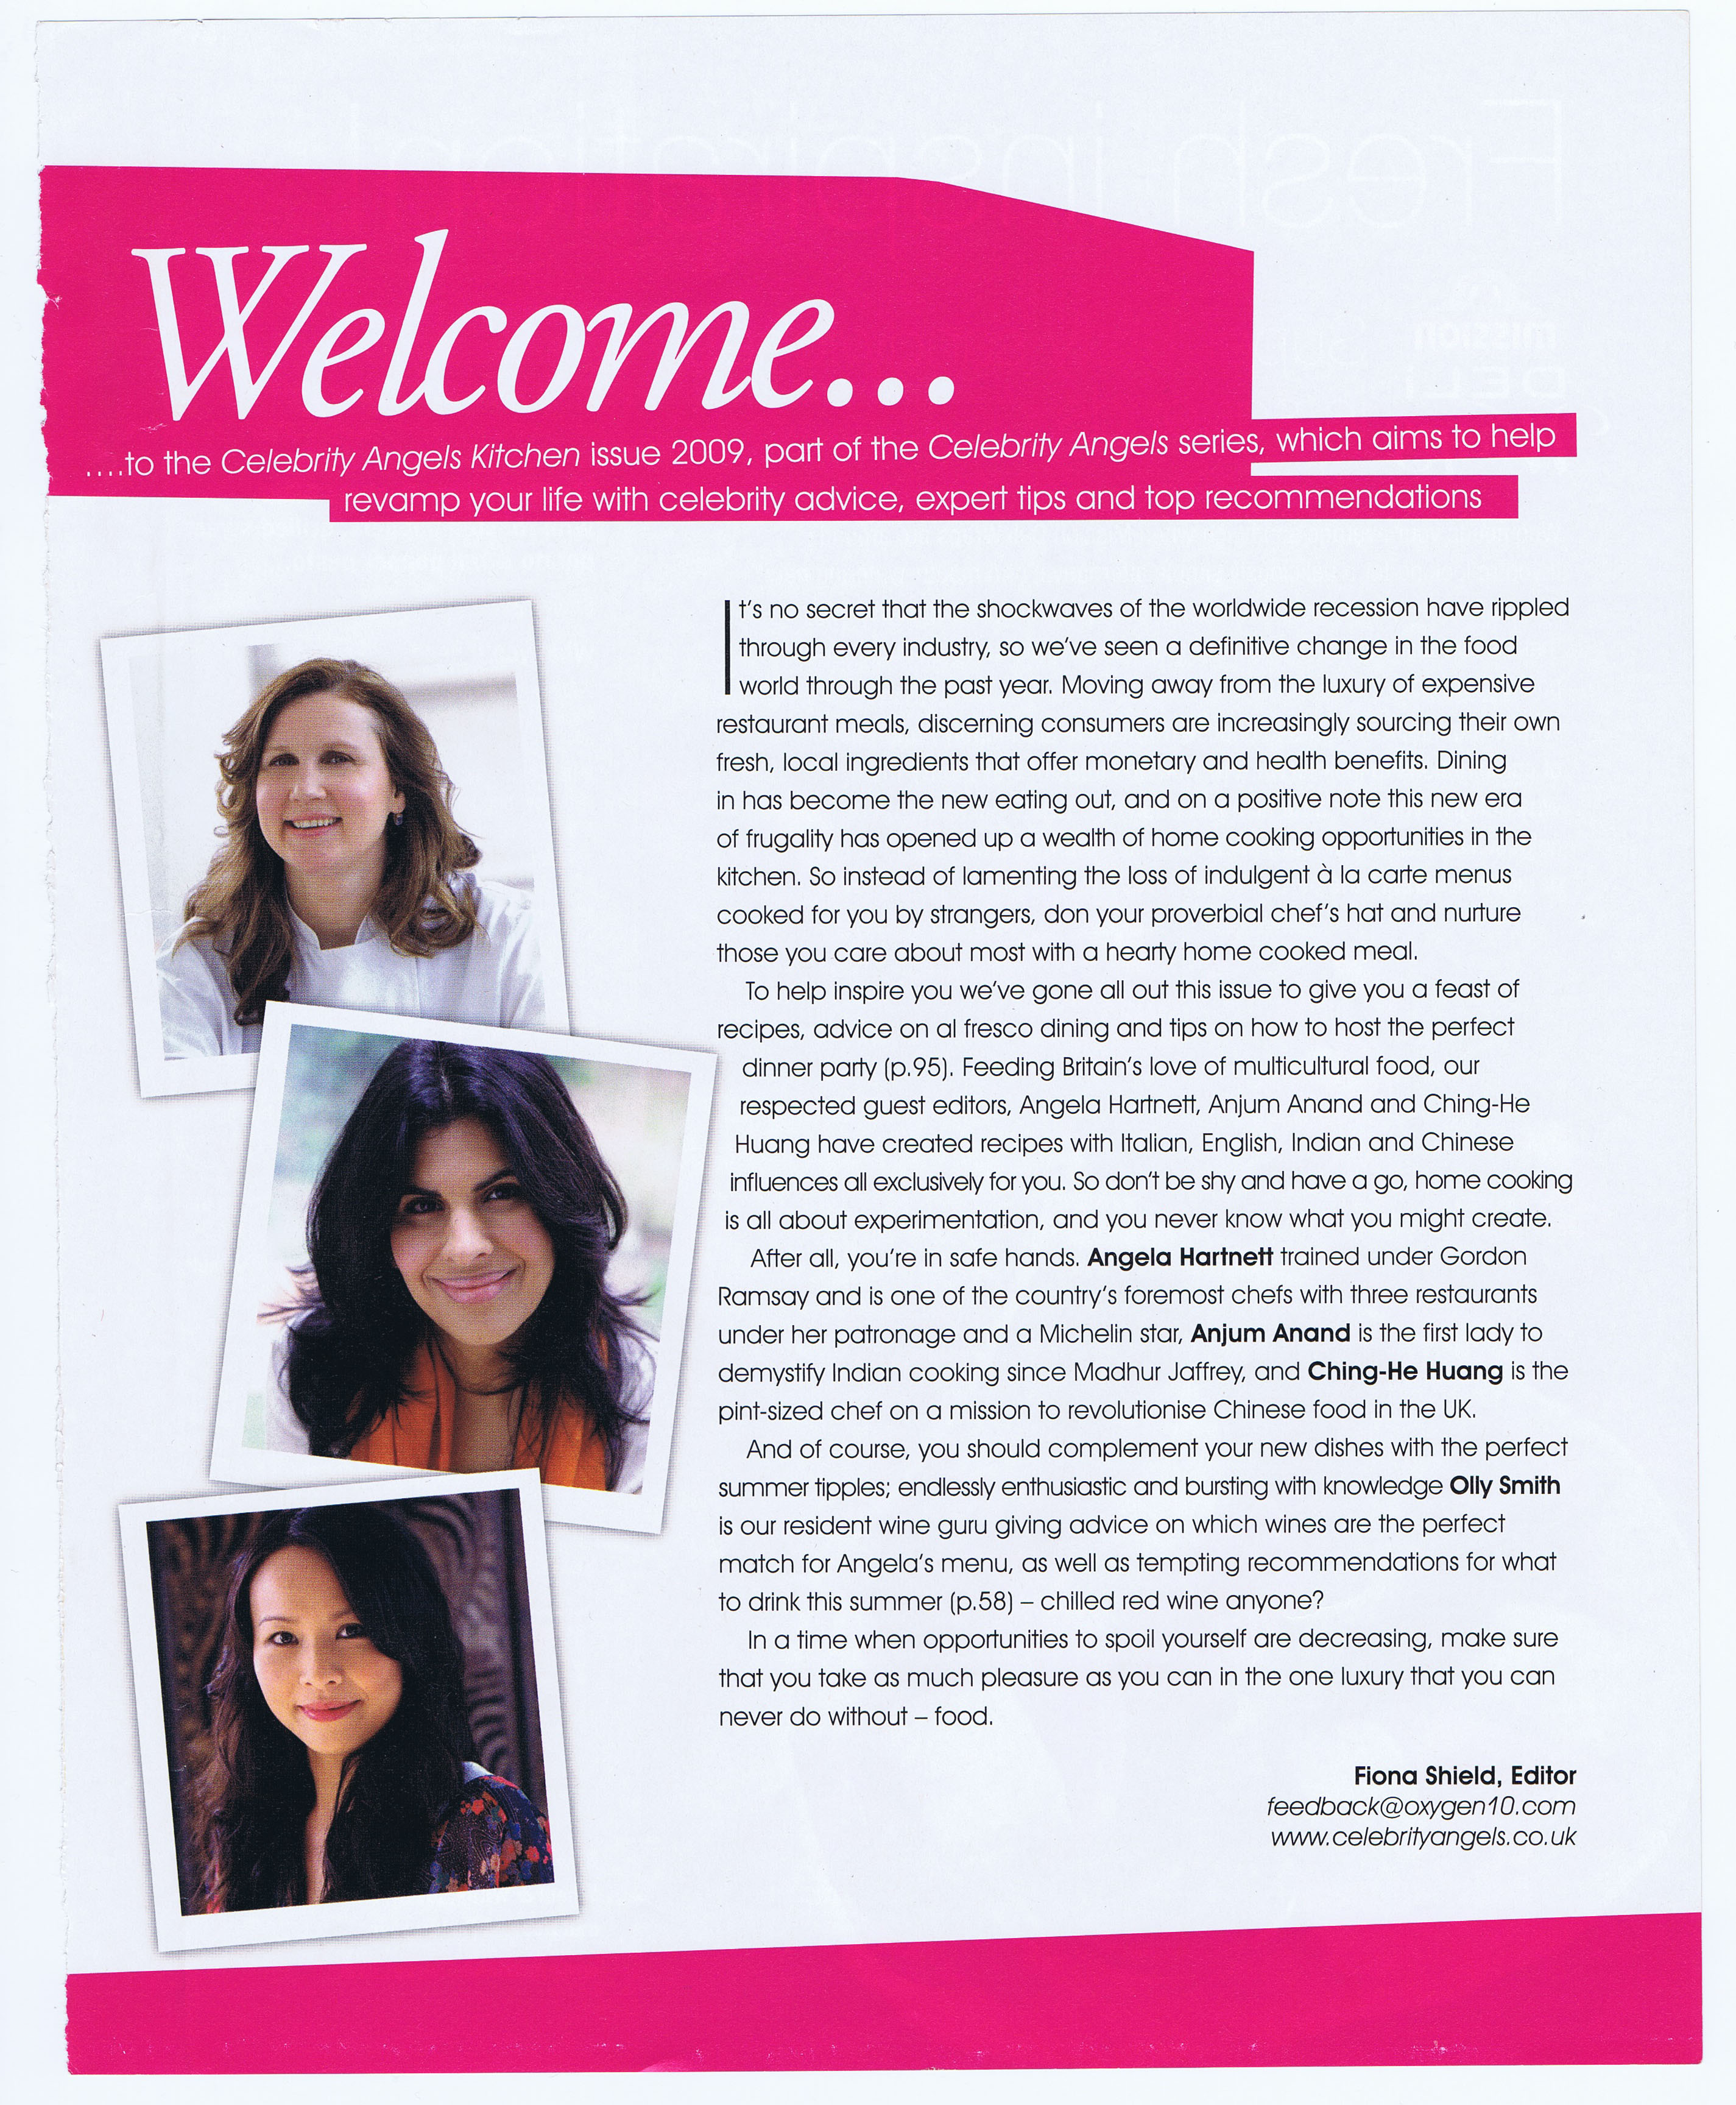 Welcome...
....to the Celebrity Angels Kitchen issue 2009, part of the Celebrity Angels series, which aims to help
revamp your life with celebrity advice, expert tips and top recommendations
It's no secret that the shockwaves of the worldwide recession have rippled
through every industry, so we've seen a definitive change in the food
world through the past year. Moving away from the luxury of expensive
restaurant meals, discerning consumers are increasingly sourcing their own
fresh, local ingredients that offer monetary and health benefits. Dining
in has become the new eating out, and on a positive note this new era
of frugality has opened up a wealth of home cooking opportunities in the
kitchen. So instead of lamenting the loss of indulgent à la carte menus
cooked for you by strangers, don your proverbial chef's hat and nurture
those you care about most with a hearty home cooked meal.
To help inspire you we've gone all out this issue to give you a feast of
recipes, advice on al fresco dining and tips on how to host the perfect
dinner party (p.95). Feeding Britain's love of multicultural food, our
respected guest editors, Angela Hartnett, Anjum Anand and Ching-He
Huang have created recipes with Italian, English, Indian and Chinese
influences all exclusively for you. So don't be shy and have a go, home cooking
is all about experimentation, and you never know what you might create.
After all, you're in safe hands. Angela Hartnett trained under Gordon
Ramsay and is one of the country's foremost chefs with three restaurants
under her patronage and a Michelin star, Anjum Anand is the first lady to
demystify Indian cooking since Madhur Jaffrey, and Ching-He Huang is the
pint-sized chef on a mission to revolutionise Chinese food in the UK.
And of course, you should complement your new dishes with the perfect
summer tipples; endlessly enthusiastic and bursting with knowledge Olly Smith
is our resident wine guru giving advice on which wines are the perfect
match for Angela's menu, as well as tempting recommendations for what
to drink this summer (p.58) – chilled red wine anyone?
In a time when opportunities to spoil yourself are decreasing, make sure
that you take as much pleasure as you can in the one luxury that you can
never do without – food.
Fiona Shield, Editor
feedback@oxygen10.com
www.celebrityangels.co.uk